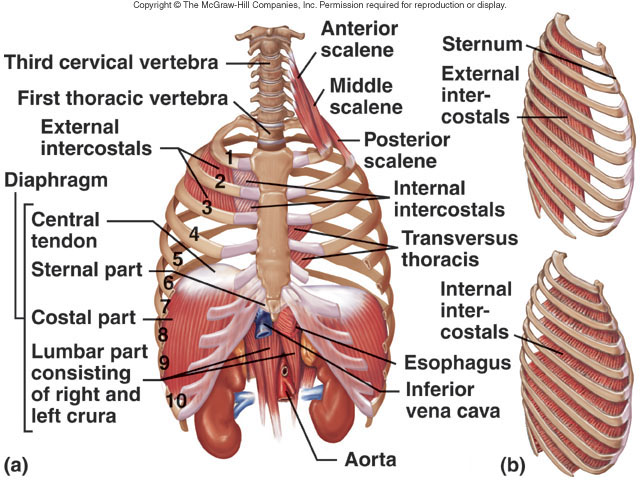 Copyright © The McGraw-Hill Companies, Inc. Permission required for reproduction or display.
Third cervical vertebra
First thoracic vertebra
External
intercostals
Diaphragm
Central
tendon
Sternal part
Costal part
Lumbar part
consisting
of right and
left crura
(a)
1
2
3
4
5
6
7
8
9
10
Anterior
scalene
Middle
scalene
Posterior
scalene
Internal
intercostals
Transversus
thoracis
Esophagus
Inferior
vena cava
Aorta
(b)
Sternum
External
inter-
costals
Internal
inter-
costals
(b)